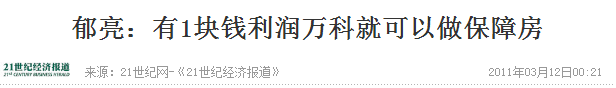 郁亮：有1块钱利润万科就可以做保障房
21世纪经济报道
21ST CENTURY BUSINESS HERALD
来源：21世纪网-《21世纪经济报道》
2011年03月12日00:21